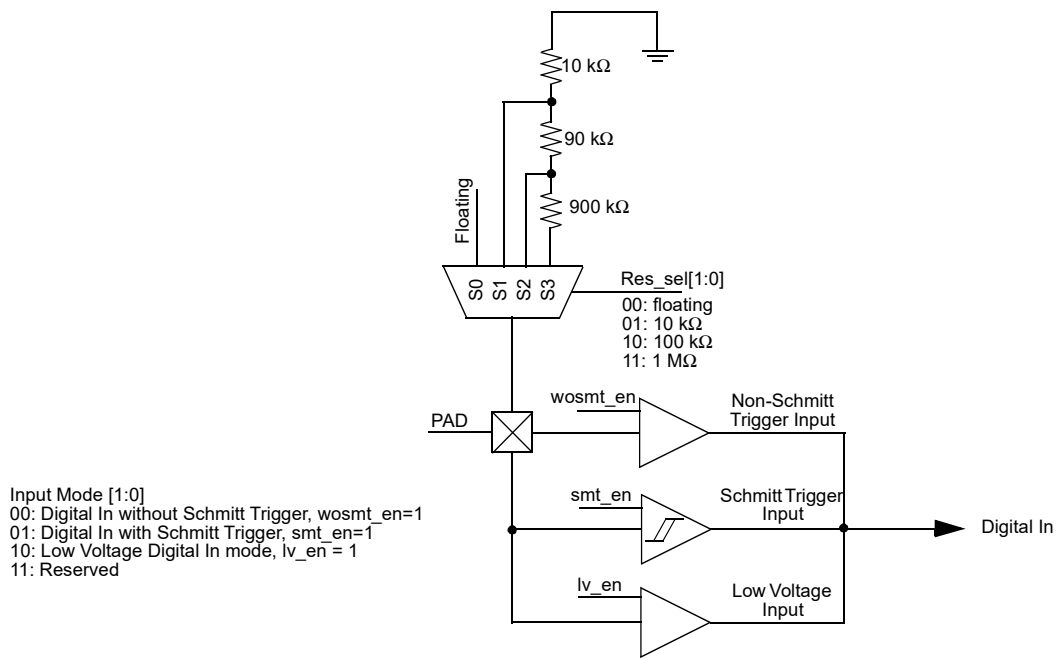 10 kΩ
90 kΩ
900 kΩ
Floating
S0
S1
S2
S3
Res_sel[1:0]
00: floating
01: 10 kΩ
10: 100 kΩ
11: 1 MΩ
PAD
wosmt_en
Non-Schmitt
Trigger Input
Input Mode [1:0]
00: Digital In without Schmitt Trigger, wosmt_en=1
01: Digital In with Schmitt Trigger, smt_en=1
10: Low Voltage Digital In mode, lv_en = 1
11: Reserved
smt_en
Schmitt Trigger
Input
Digital In
lv_en
Low Voltage
Input